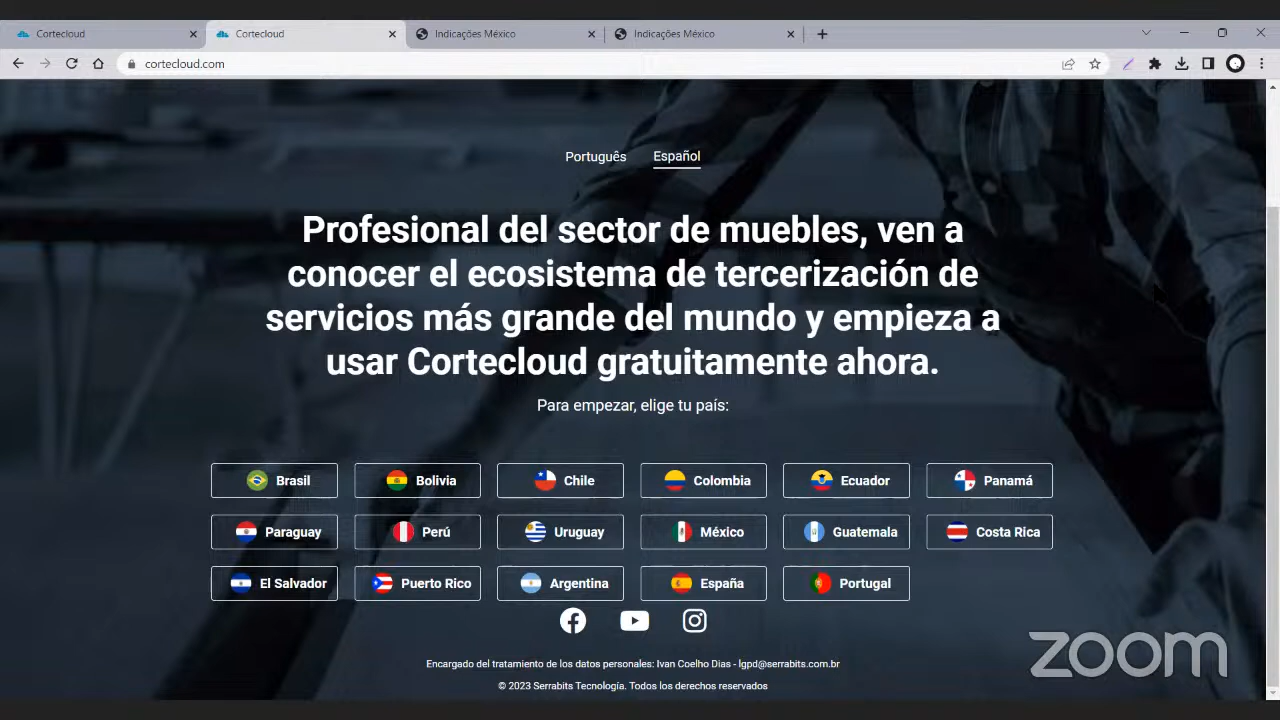 Cortecloud
Cortecloud
Indicações México
Indicações México
cortecloud.com
Português
Español
Profesional del sector de muebles, ven a
conocer el ecosistema de tercerización de
servicios más grande del mundo y empieza a
usar Cortecloud gratuitamente ahora.
Para empezar, elige tu país:
Brasil
Bolivia
Chile
Colombia
Ecuador
Panamá
Paraguay
Perú
Uruguay
México
Guatemala
Costa Rica
El Salvador
Puerto Rico
Argentina
España
Portugal
Encargado del tratamiento de los datos personales: Ivan Coelho Dias - lgpd@serrabits.com.br
© 2023 Serrabits Tecnología. Todos los derechos reservados
zoom